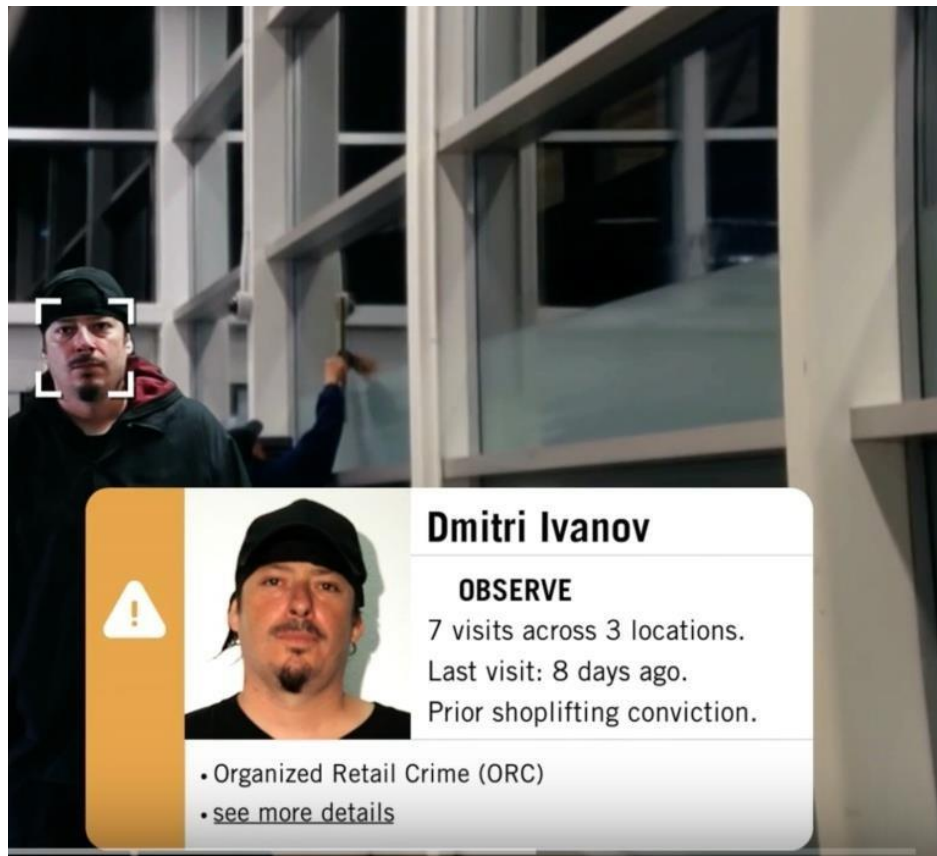 Dmitri Ivanov
OBSERVE
7 visits across 3 locations.
Last visit: 8 days ago.
Prior shoplifting conviction.
• Organized Retail Crime (ORC)
• see more details